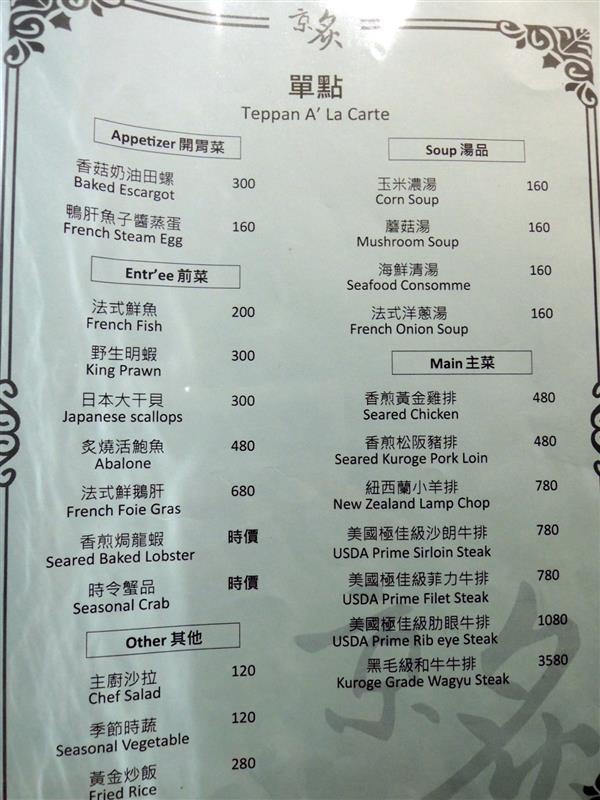 京炙
單點
Teppan A' La Carte
Appetizer 開胃菜
香菇奶油田螺 300
Baked Escargot
鴨肝魚子醬蒸蛋 160
French Steam Egg
Entr'ee 前菜
法式鮮魚 200
French Fish
野生明蝦 300
King Prawn
日本大干貝 300
Japanese scallops
炙燒活鮑魚 480
Abalone
法式鮮鵝肝 680
French Foie Gras
香煎焗龍蝦 時價
Seared Baked Lobster
時令蟹品 時價
Seasonal Crab
Other 其他
主廚沙拉 120
Chef Salad
季節時蔬 120
Seasonal Vegetable
黃金炒飯 280
Fried Rice
Soup 湯品
玉米濃湯 160
Corn Soup
蘑菇湯 160
Mushroom Soup
海鮮清湯 160
Seafood Consomme
法式洋蔥湯 160
French Onion Soup
Main 主菜
香煎黃金雞排 480
Seared Chicken
香煎松阪豬排 480
Seared Kuroge Pork Loin
紐西蘭小羊排 780
New Zealand Lamp Chop
美國極佳級沙朗牛排 780
USDA Prime Sirloin Steak
美國極佳級菲力牛排 780
USDA Prime Filet Steak
美國極佳級肋眼牛排 1080
USDA Prime Rib eye Steak
黑毛級和牛牛排 3580
Kuroge Grade Wagyu Steak
京炙